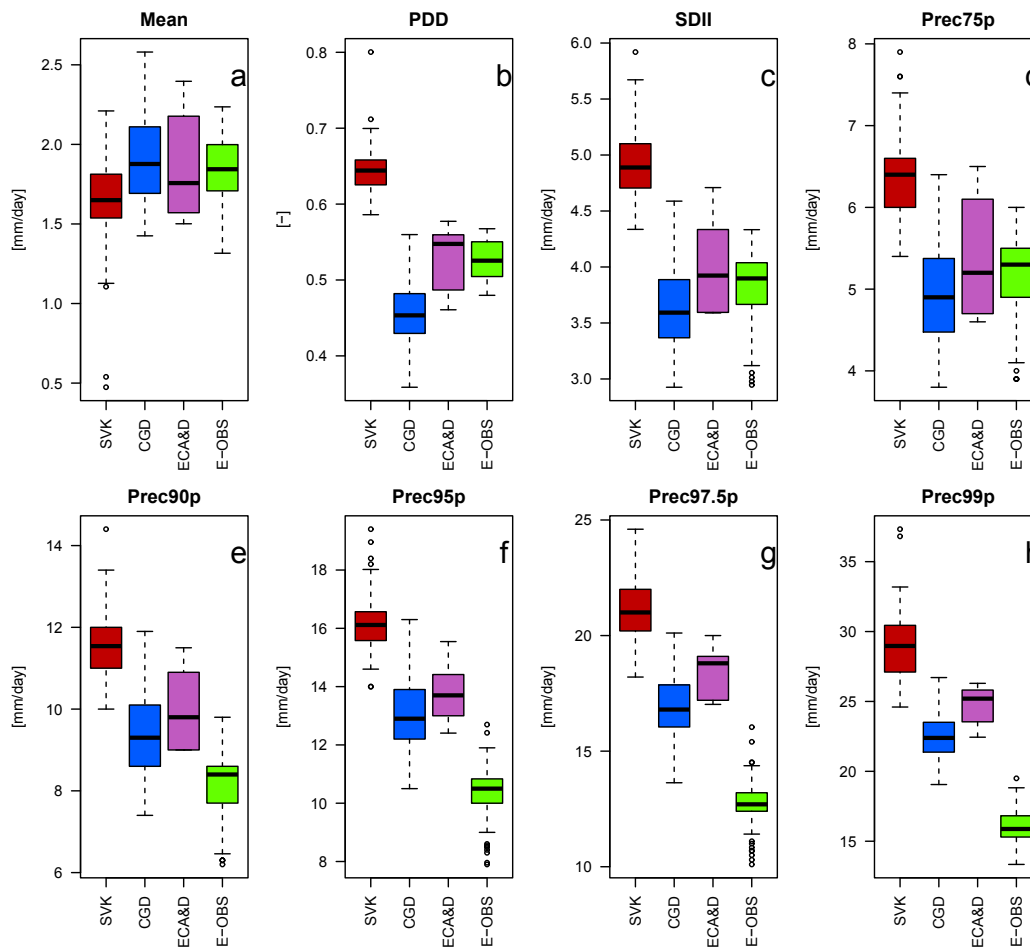 Mean
PDD
SDII
Prec75p
a
b
c
d
[mm/day]
[−]
[mm/day]
[mm/day]
0.5
1.0
1.5
2.0
2.5
0.4
0.5
0.6
0.7
0.8
3.0
3.5
4.0
4.5
5.0
5.5
6.0
4
5
6
7
8
SVK
CGD
ECA&D
E−OBS
SVK
CGD
ECA&D
E−OBS
SVK
CGD
ECA&D
E−OBS
SVK
CGD
ECA&D
E−OBS
Prec90p
Prec95p
Prec97.5p
Prec99p
e
f
g
h
[mm/day]
[mm/day]
[mm/day]
[mm/day]
6
8
10
12
14
8
10
12
14
16
18
10
15
20
25
15
20
25
30
35
SVK
CGD
ECA&D
E−OBS
SVK
CGD
ECA&D
E−OBS
SVK
CGD
ECA&D
E−OBS
SVK
CGD
ECA&D
E−OBS